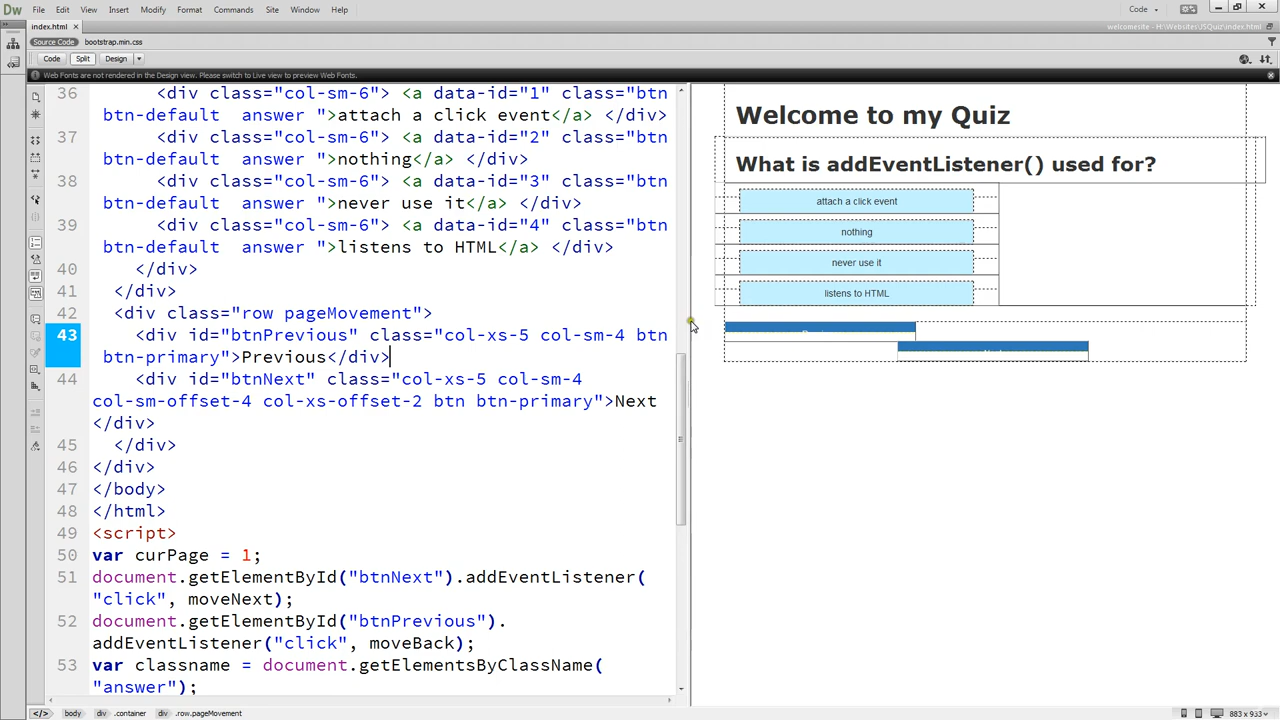 Dw File Edit View Insert Modify Format Commands Site Window Help Code
index.html × welcomesite - H:\Websites\JSQuiz\index.html
Source Code bootstrap.min.css
Code Split Design
Web Fonts are not rendered in the Design view. Please switch to Live view to preview Web Fonts.
36 <div class="col-sm-6"> <a data-id="1" class="btn
btn-default  answer ">attach a click event</a> </div>
37 <div class="col-sm-6"> <a data-id="2" class="btn
btn-default  answer ">nothing</a> </div>
38 <div class="col-sm-6"> <a data-id="3" class="btn
btn-default  answer ">never use it</a> </div>
39 <div class="col-sm-6"> <a data-id="4" class="btn
btn-default  answer ">listens to HTML</a> </div>
40 </div>
41 </div>
42 <div class="row pageMovement">
43 <div id="btnPrevious" class="col-xs-5 col-sm-4 btn
btn-primary">Previous</div>
44 <div id="btnNext" class="col-xs-5 col-sm-4
col-sm-offset-4 col-xs-offset-2 btn btn-primary">Next
</div>
45 </div>
46 </div>
47 </body>
48 </html>
49 <script>
50 var curPage = 1;
51 document.getElementById("btnNext").addEventListener(
"click", moveNext);
52 document.getElementById("btnPrevious").
addEventListener("click", moveBack);
53 var classname = document.getElementsByClassName(
"answer");
Welcome to my Quiz
What is addEventListener() used for?
attach a click event
nothing
never use it
listens to HTML
</> body div .container div .row.pageMovement 883 x 933